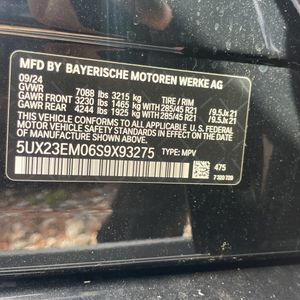 MFD BY BAYERISCHE MOTOREN WERKE AG
09/24
GVWR 7088 lbs 3215 kg TIRE / RIM
GAWR FRONT 3230 lbs 1465 kg WITH 285/45 R21 / 9.5Jx21
GAWR REAR 4244 lbs 1925 kg WITH 285/45 R21 / 9.5Jx21
THIS VEHICLE CONFORMS TO ALL APPLICABLE
U.S. FEDERAL MOTOR VEHICLE SAFETY
STANDARDS IN EFFECT ON THE DATE OF
MANUFACTURE SHOWN ABOVE.
5UX23EM06S9X93275 TYPE: MPV
475